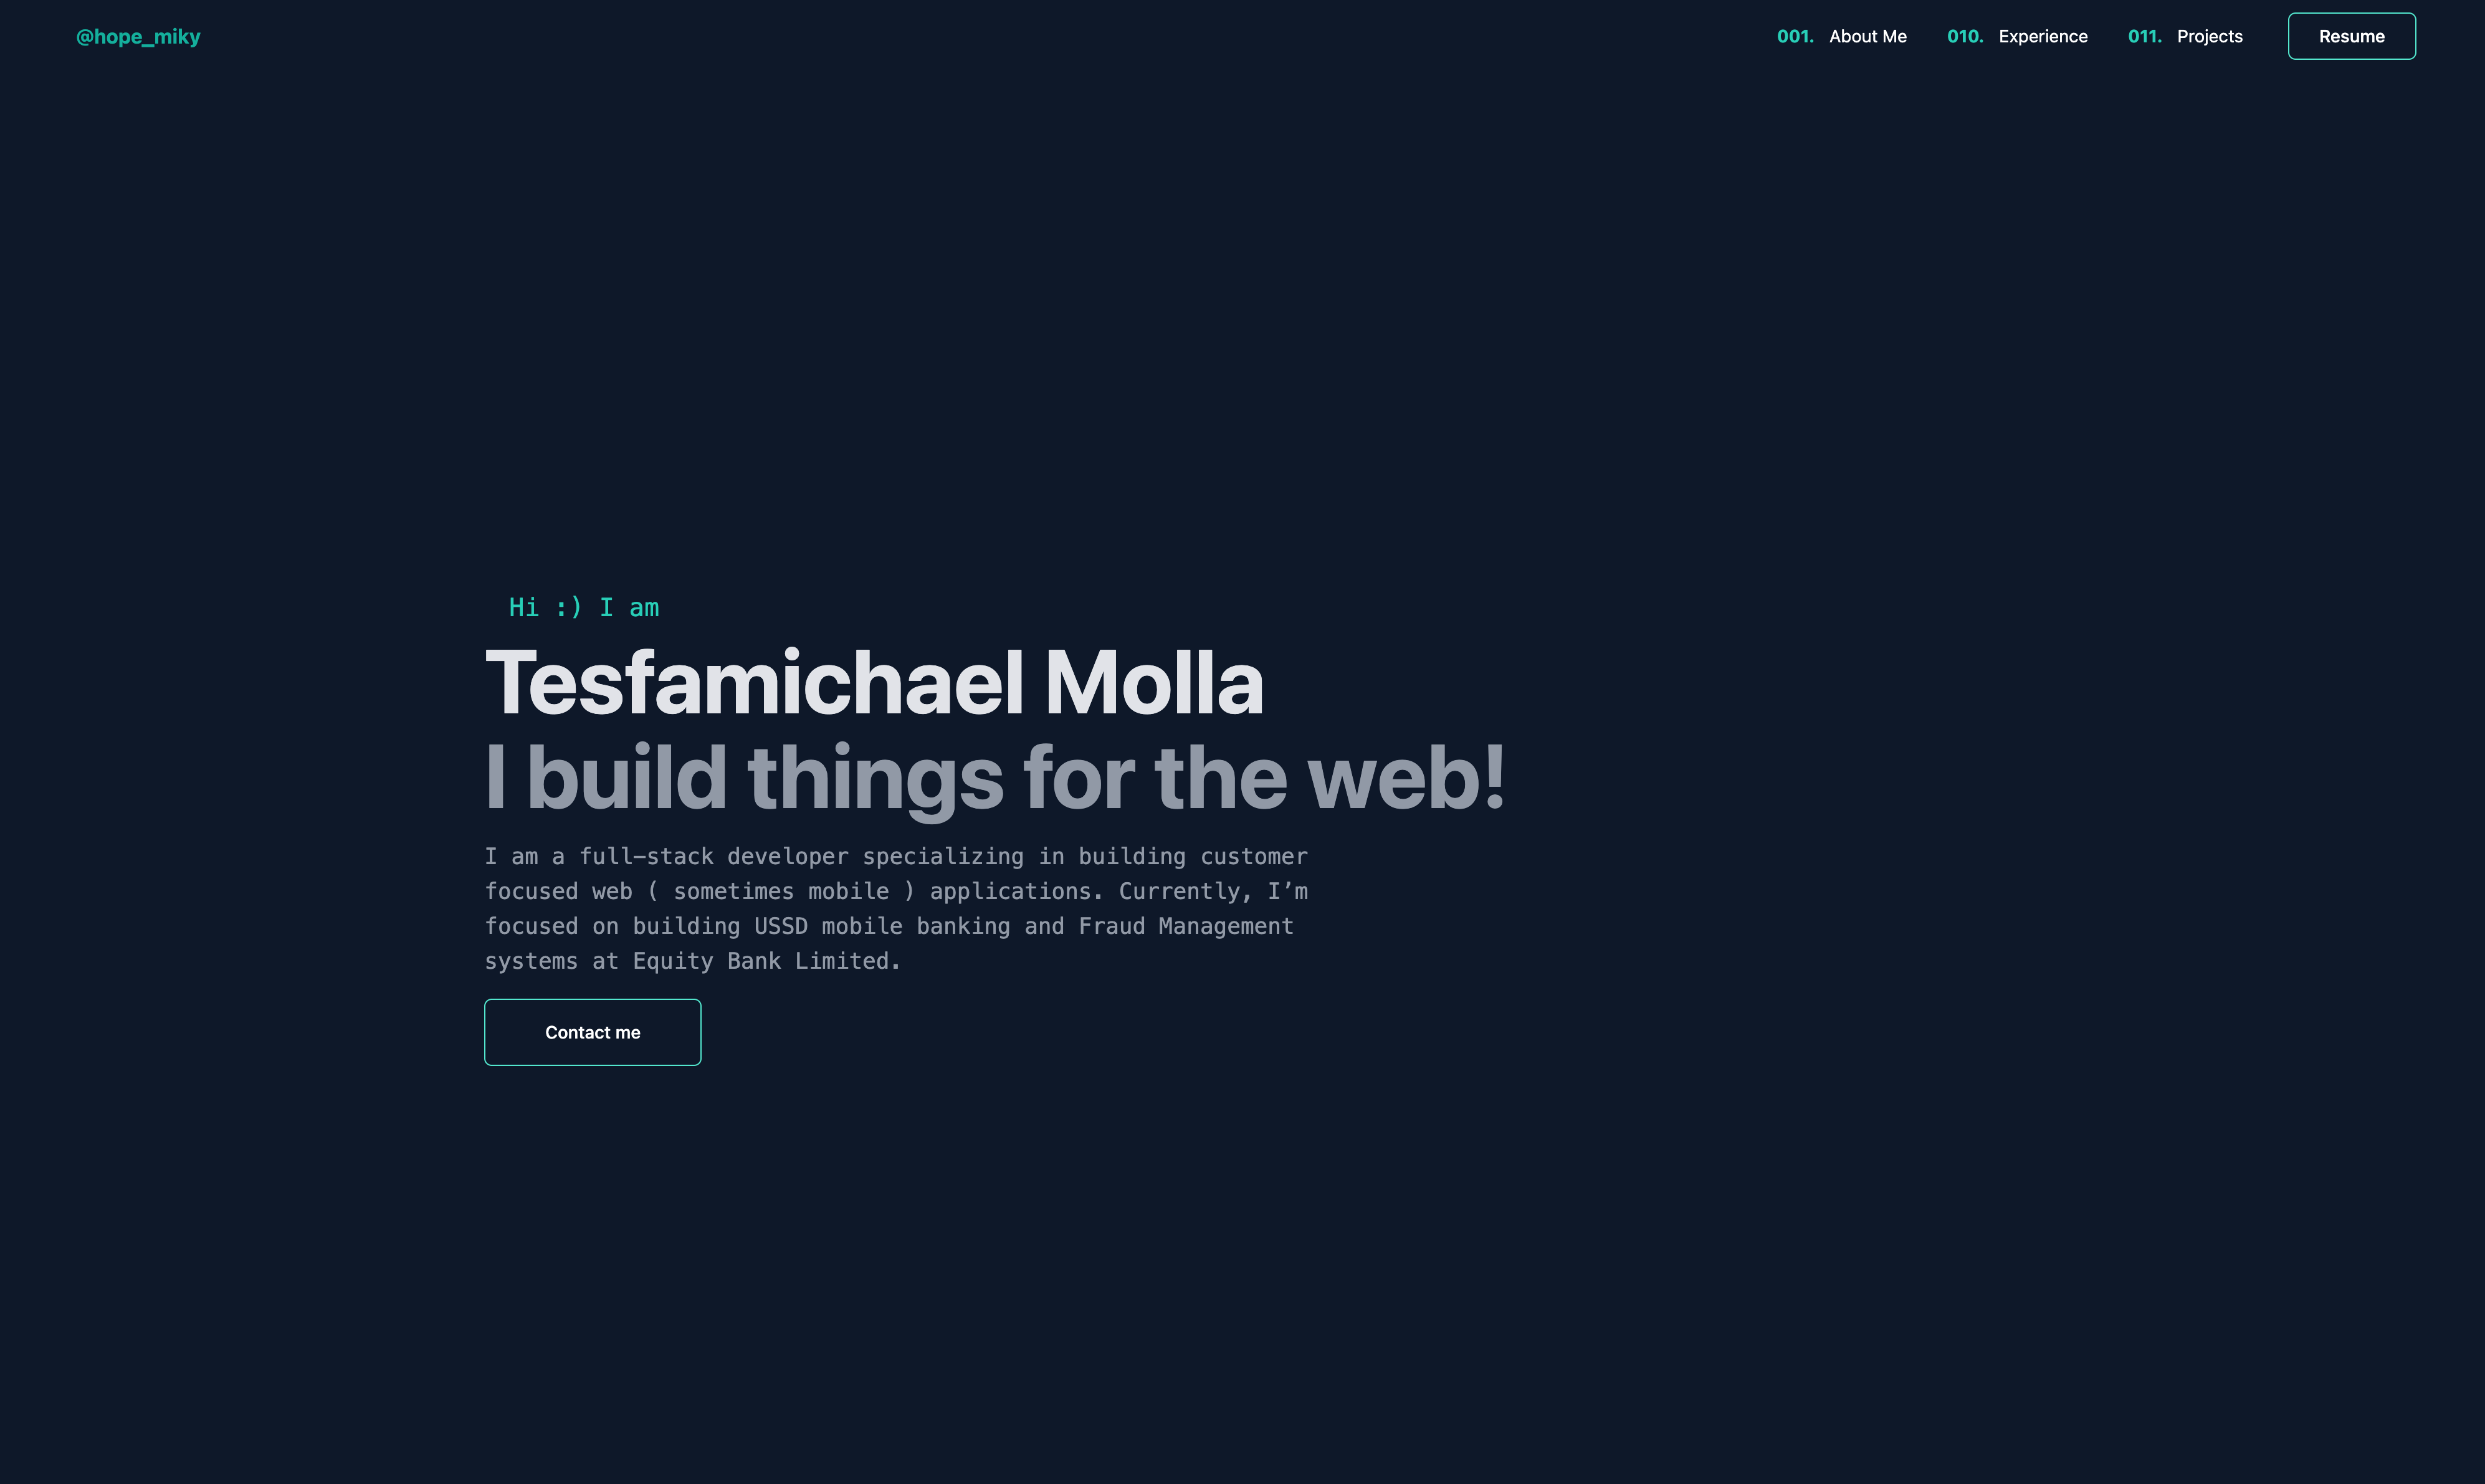 @hope_miky
001. About Me
010. Experience
011. Projects
Resume
Hi :) I am
Tesfamichael Molla
I build things for the web!
I am a full-stack developer specializing in building customer
focused web ( sometimes mobile ) applications. Currently, I’m
focused on building USSD mobile banking and Fraud Management
systems at Equity Bank Limited.
Contact me